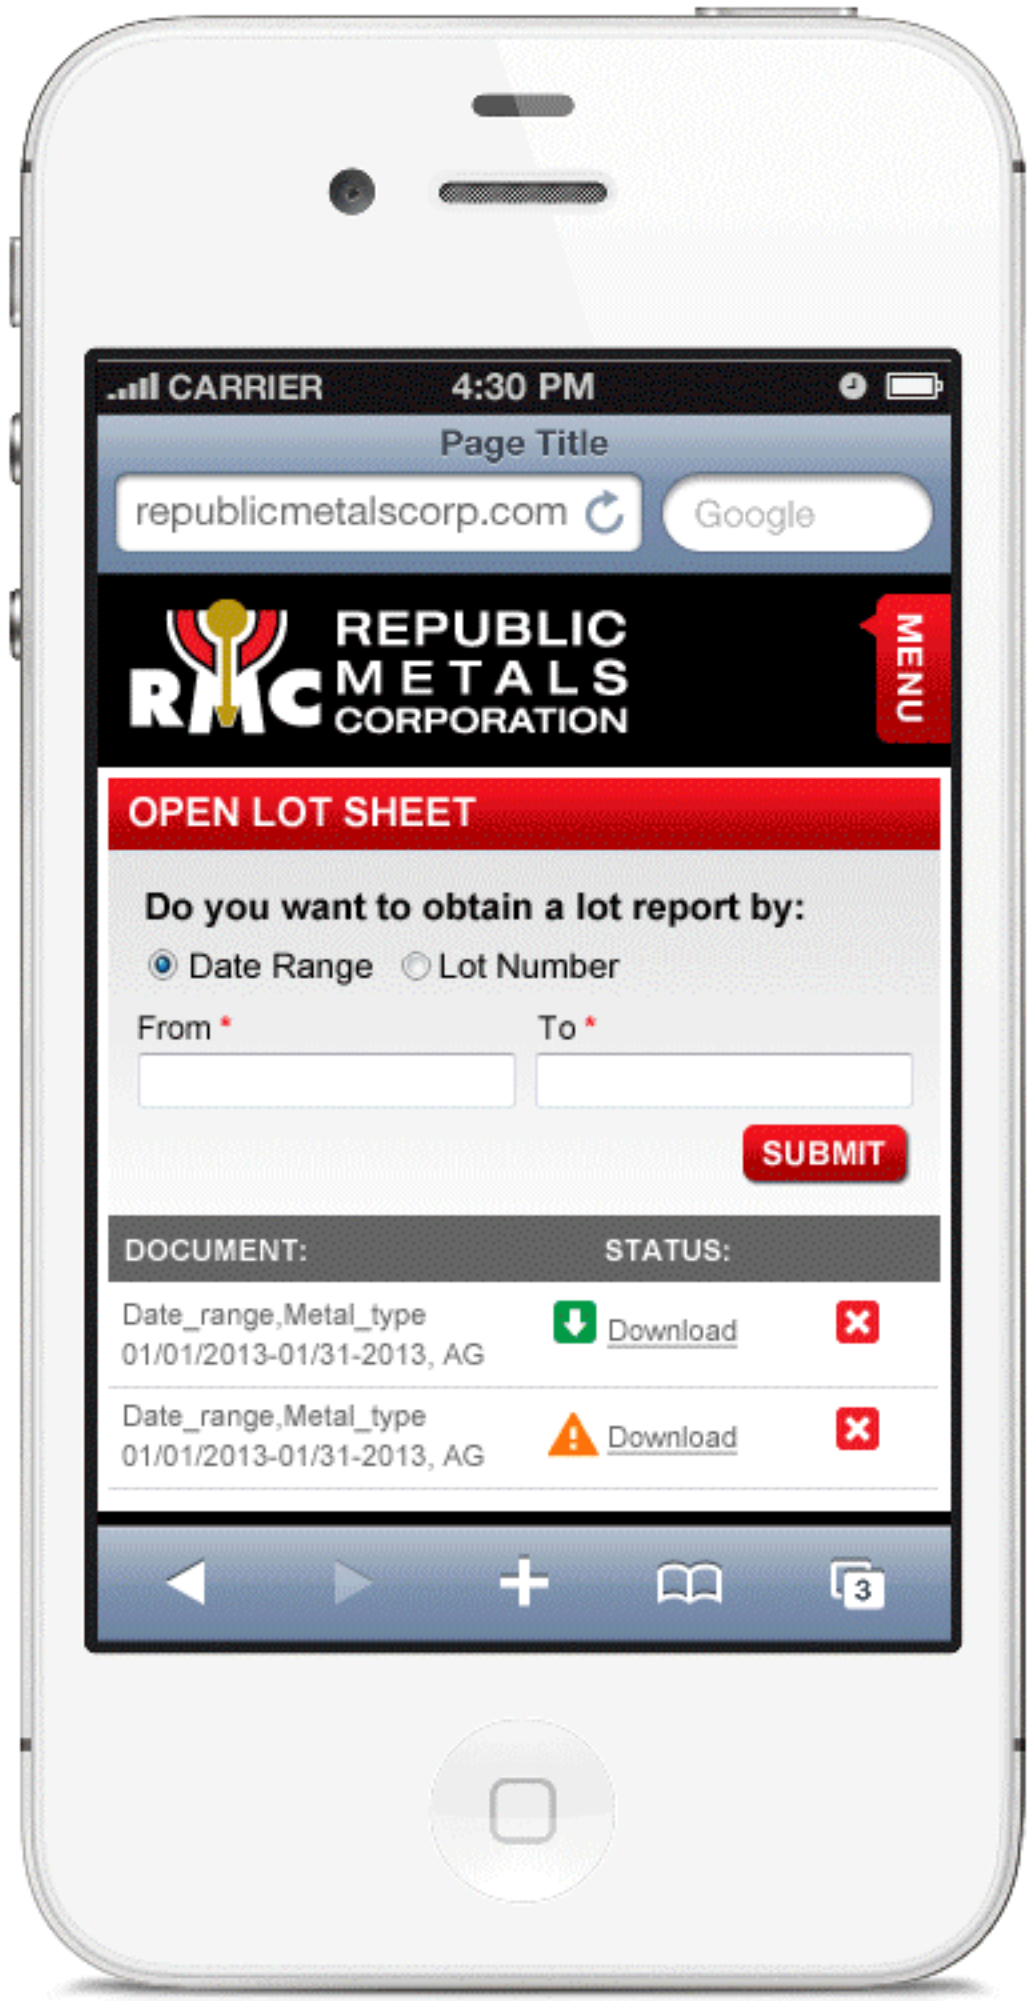 CARRIER 4:30 PM
Page Title
republicmetalscorp.com Google
RMC
REPUBLIC
METALS
CORPORATION
MENU
OPEN LOT SHEET
Do you want to obtain a lot report by:
Date Range Lot Number
From * To *
SUBMIT
DOCUMENT: STATUS:
Date_range,Metal_type
01/01/2013-01/31-2013, AG
Download
Date_range,Metal_type
01/01/2013-01/31-2013, AG
Download
3